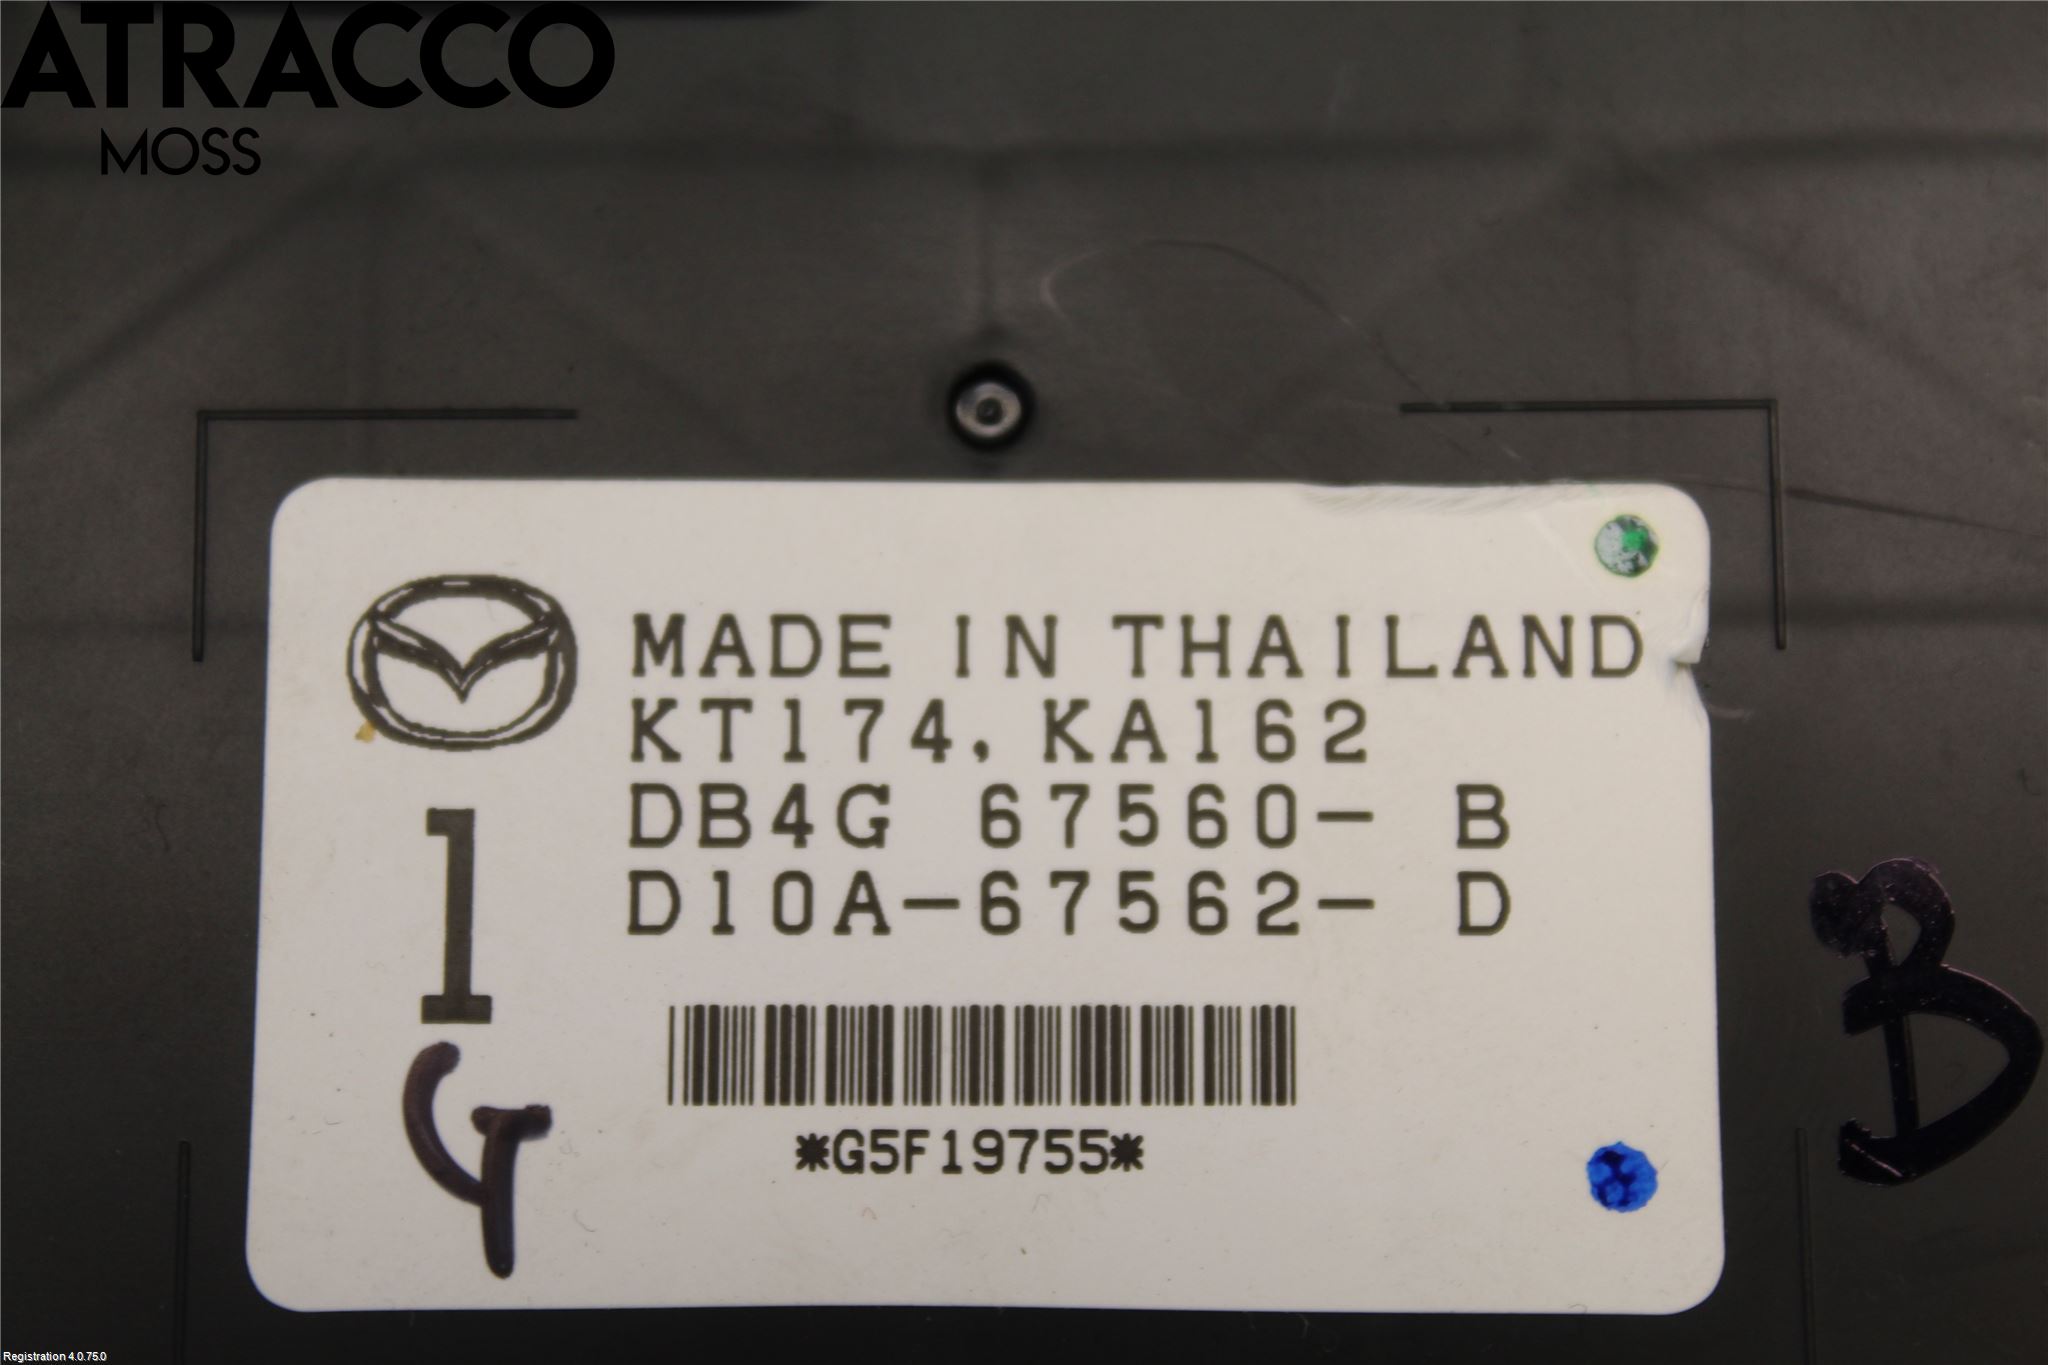 ATRACCO
MOSS
MADE IN THAILAND
KT174, KA162
DB4G 67560- B
D10A-67562- D
1
G
*G5F19755*
B
Registration 4.0.75.0